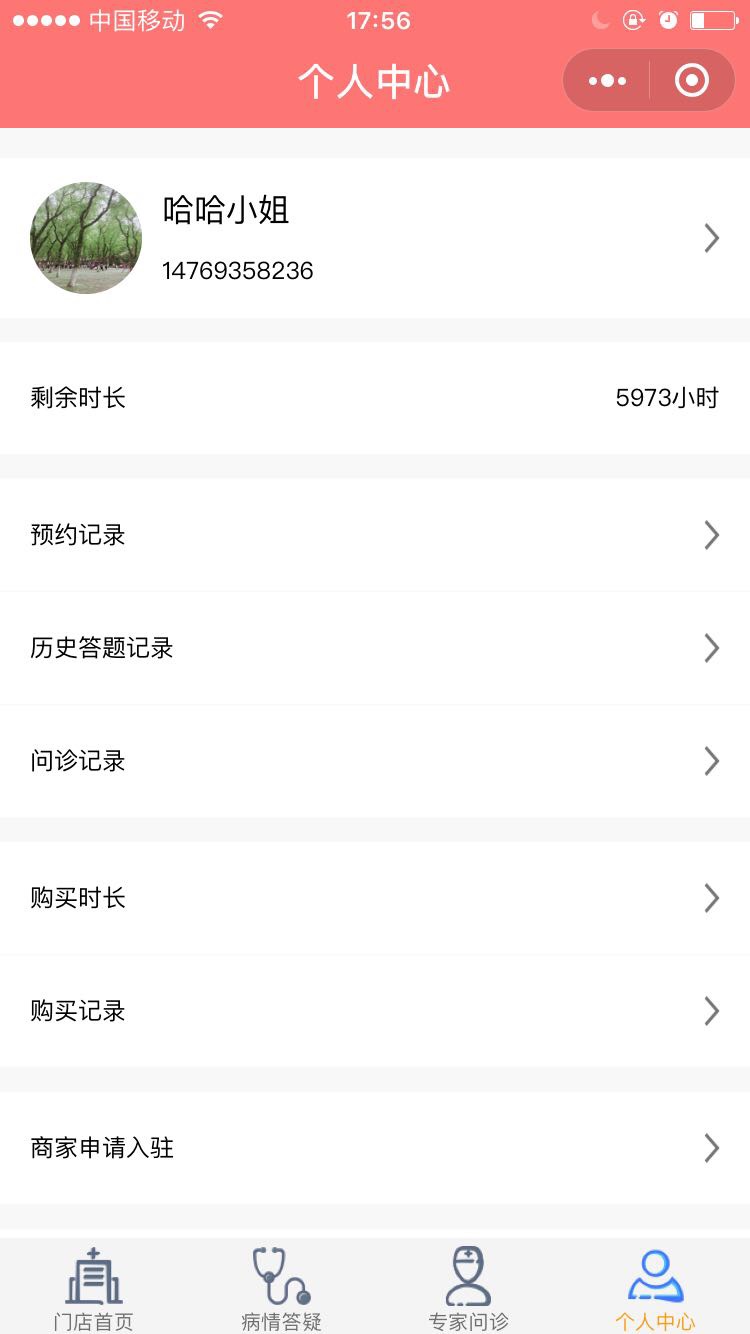 中国移动 17:56
个人中心
哈哈小姐
14769358236
剩余时长 5973小时
预约记录
历史答题记录
问诊记录
购买时长
购买记录
商家申请入驻
门店首页 病情答疑 专家问诊 个人中心